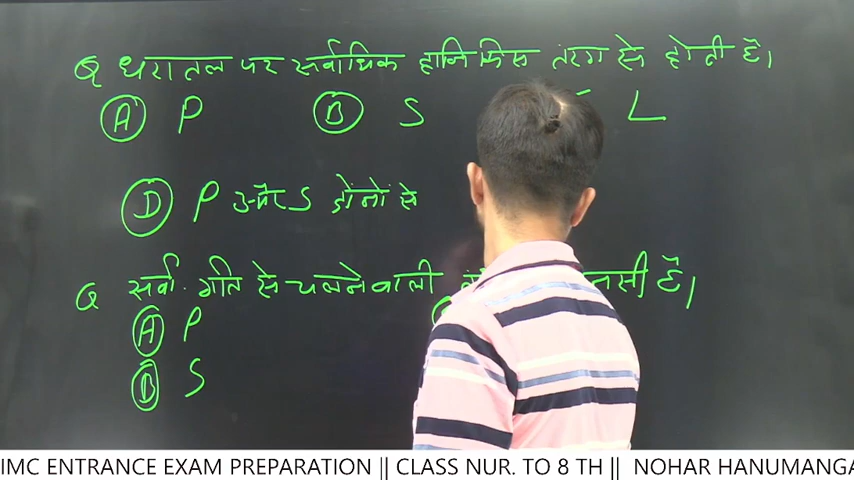 Q धरातल पर सर्वाधिक हानि किस तंरग से होती है।
A P B S L
D P और S दोनों से
Q सर्वा. गति से चलने वाली है।
A P
B S
IMC ENTRANCE EXAM PREPARATION || CLASS NUR. TO 8 TH || NOHAR HANUMANGA